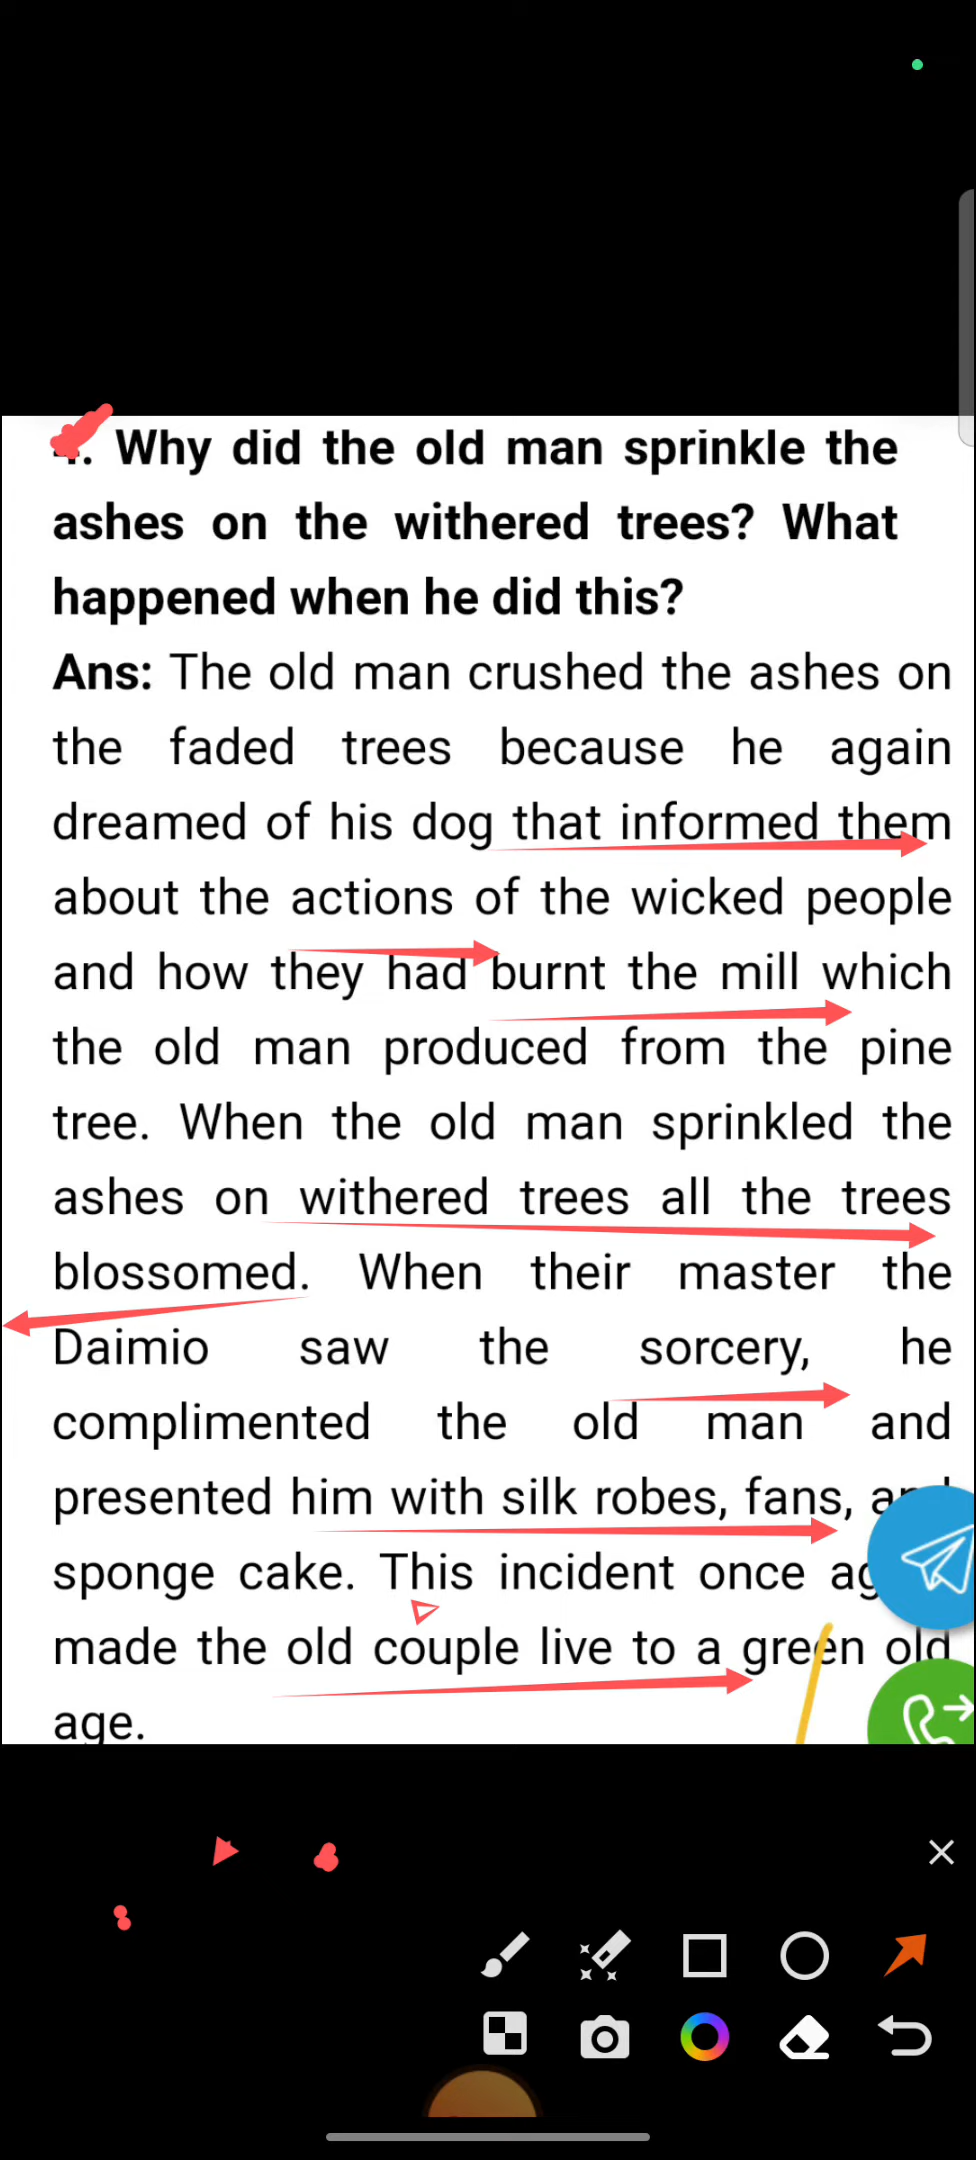 4. Why did the old man sprinkle the
ashes on the withered trees? What
happened when he did this?
Ans: The old man crushed the ashes on
the faded trees because he again
dreamed of his dog that informed them
about the actions of the wicked people
and how they had burnt the mill which
the old man produced from the pine
tree. When the old man sprinkled the
ashes on withered trees all the trees
blossomed. When their master the
Daimio saw the sorcery, he
complimented the old man and
presented him with silk robes, fans,
sponge cake. This incident once
made the old couple live to a green old
age.